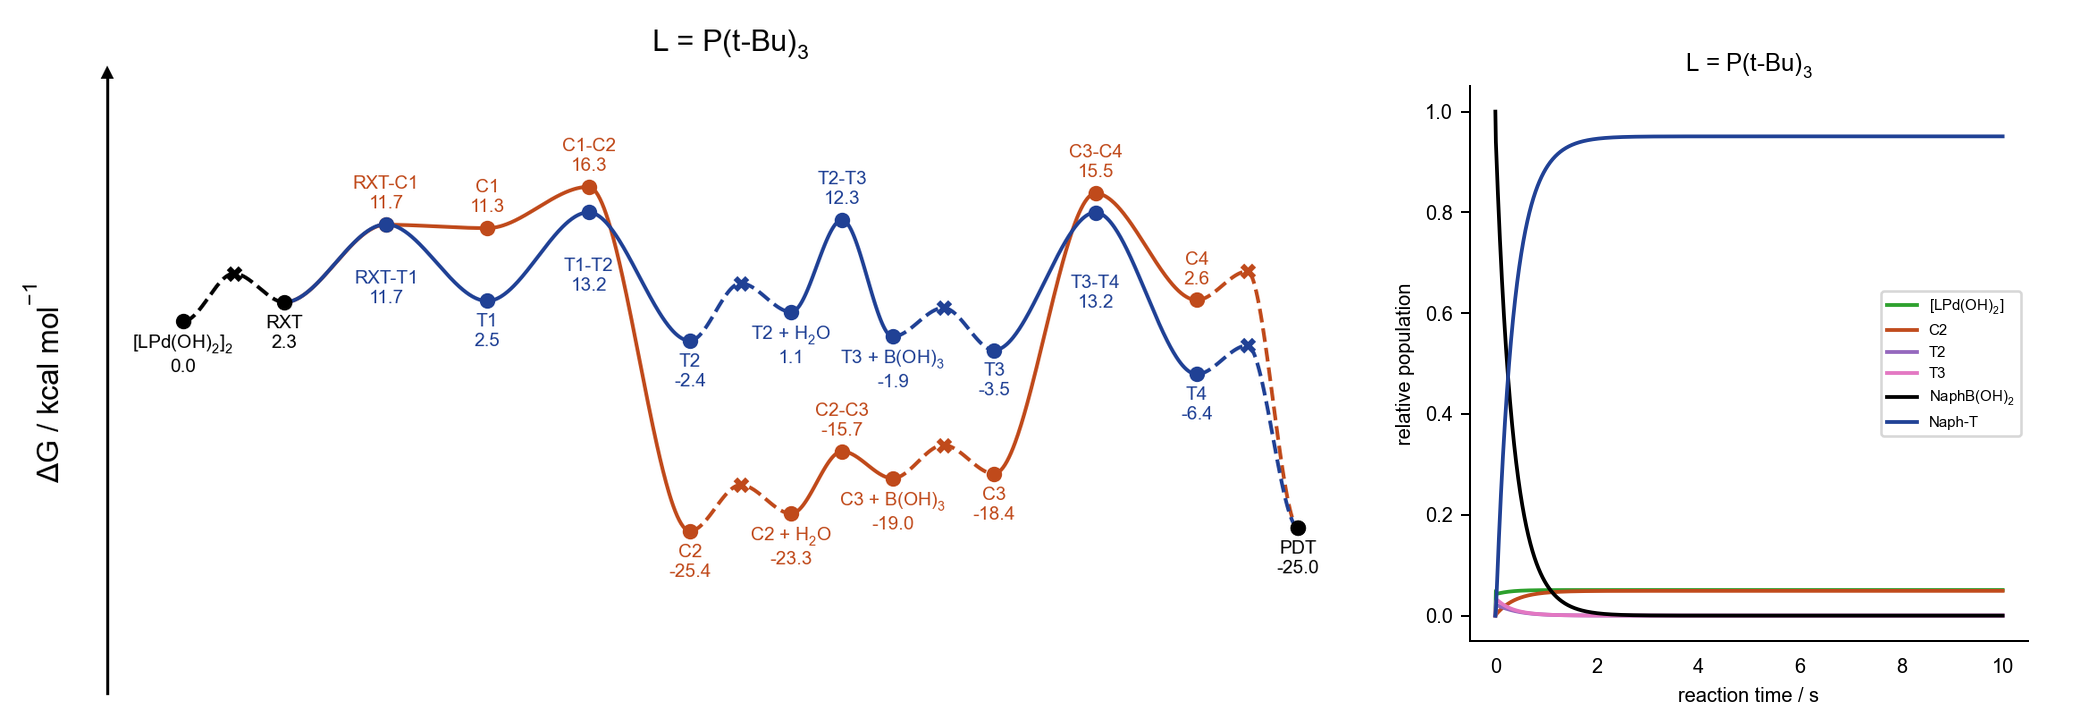 L = P(t-Bu)₃
ΔG / kcal mol⁻¹
[LPd(OH)₂]₂
0.0
RXT
2.3
RXT-C1
11.7
RXT-T1
11.7
C1
11.3
T1
2.5
C1-C2
16.3
T1-T2
13.2
T2
-2.4
C2
-25.4
T2 + H₂O
1.1
C2 + H₂O
-23.3
T2-T3
12.3
C2-C3
-15.7
T3 + B(OH)₃
-1.9
C3 + B(OH)₃
-19.0
T3
-3.5
C3
-18.4
C3-C4
15.5
T3-T4
13.2
C4
2.6
T4
-6.4
PDT
-25.0
L = P(t-Bu)₃
relative population
1.0
0.8
0.6
0.4
0.2
0.0
[LPd(OH)₂]
C2
T2
T3
NaphB(OH)₂
Naph-T
0 2 4 6 8 10
reaction time / s